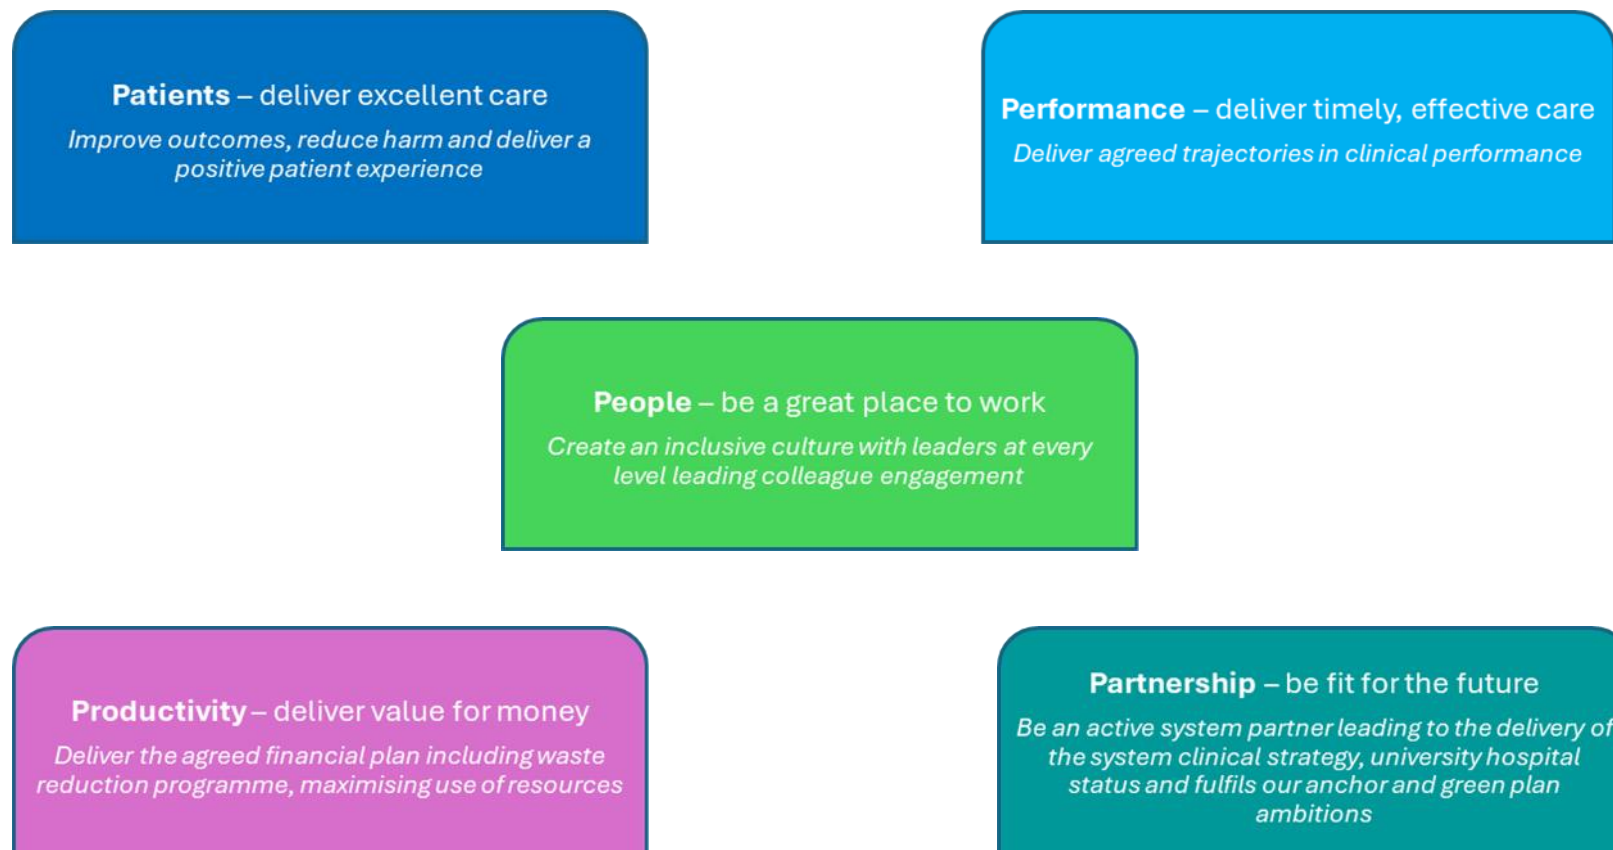 Patients – deliver excellent care
Improve outcomes, reduce harm and deliver a
positive patient experience
Performance – deliver timely, effective care
Deliver agreed trajectories in clinical performance
People – be a great place to work
Create an inclusive culture with leaders at every
level leading colleague engagement
Productivity – deliver value for money
Deliver the agreed financial plan including waste
reduction programme, maximising use of resources
Partnership – be fit for the future
Be an active system partner leading to the delivery of
the system clinical strategy, university hospital
status and fulfils our anchor and green plan
ambitions